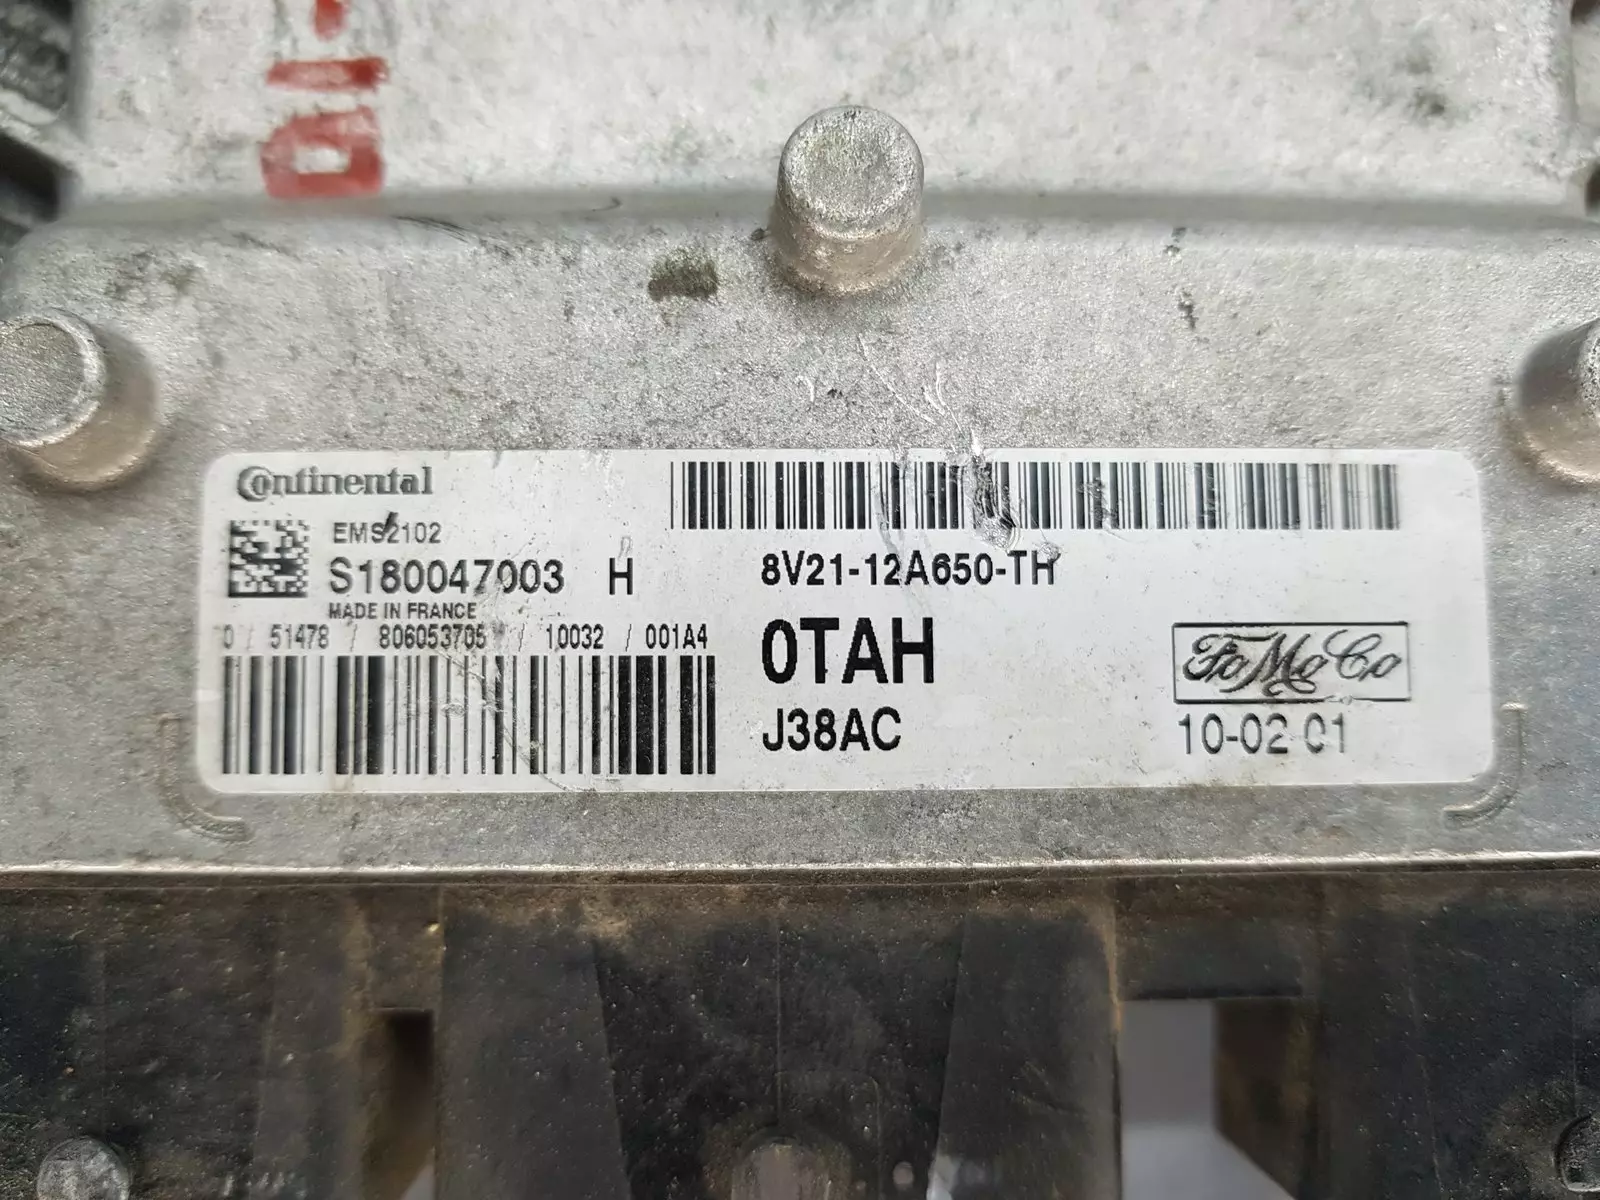 Continental
EMS2102
S180047003 H
MADE IN FRANCE
0 / 51478 / 806053705 / 10032 / 001A4
8V21-12A650-TH
0TAH
J38AC
FoMoCo
10-02 01